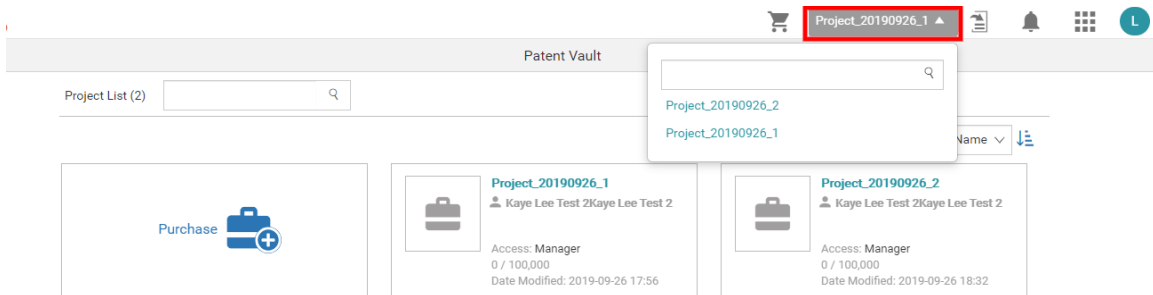 Project_20190926_1 ▲
L
Patent Vault
Project List (2)
Project_20190926_2
Project_20190926_1
Name
Purchase
Project_20190926_1
Kaye Lee Test 2Kaye Lee Test 2
Access: Manager
0 / 100,000
Date Modified: 2019-09-26 17:56
Project_20190926_2
Kaye Lee Test 2Kaye Lee Test 2
Access: Manager
0 / 100,000
Date Modified: 2019-09-26 18:32